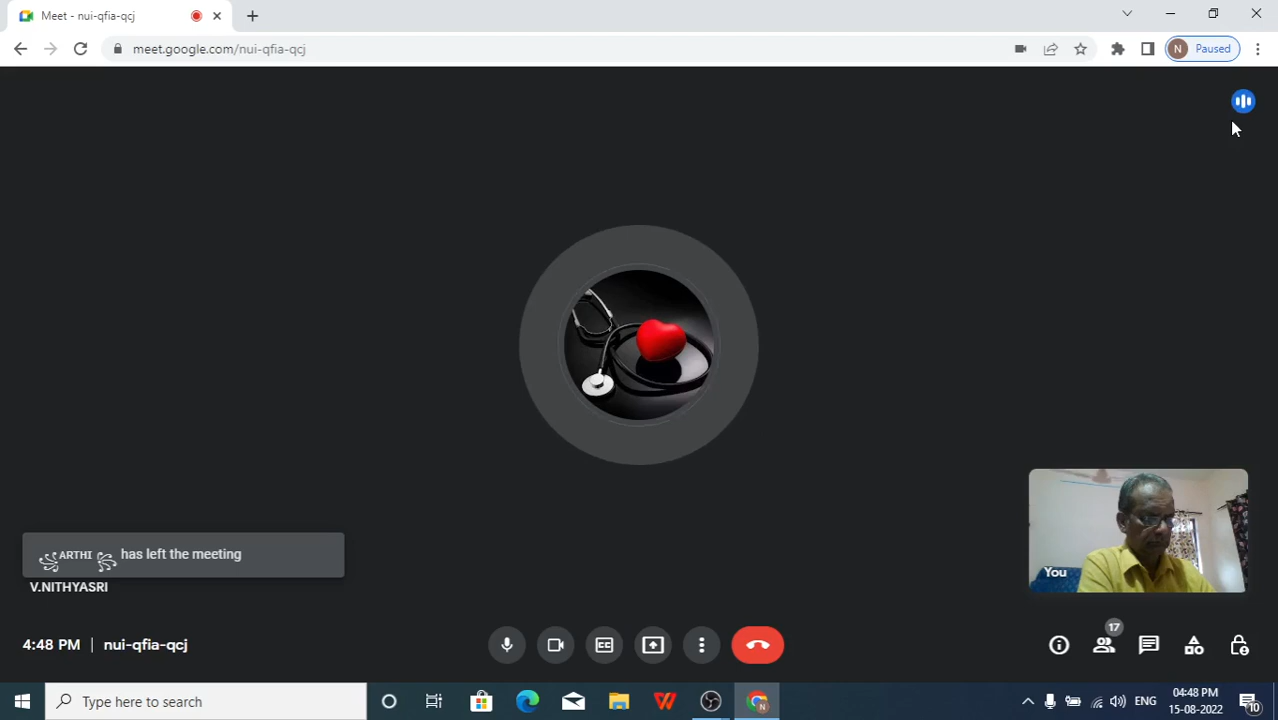 Meet - nui-qfia-qcj
meet.google.com/nui-qfia-qcj
N Paused
ARTHI has left the meeting
V.NITHYASRI
You
4:48 PM | nui-qfia-qcj
CC
17
Type here to search
ENG
04:48 PM
15-08-2022
10